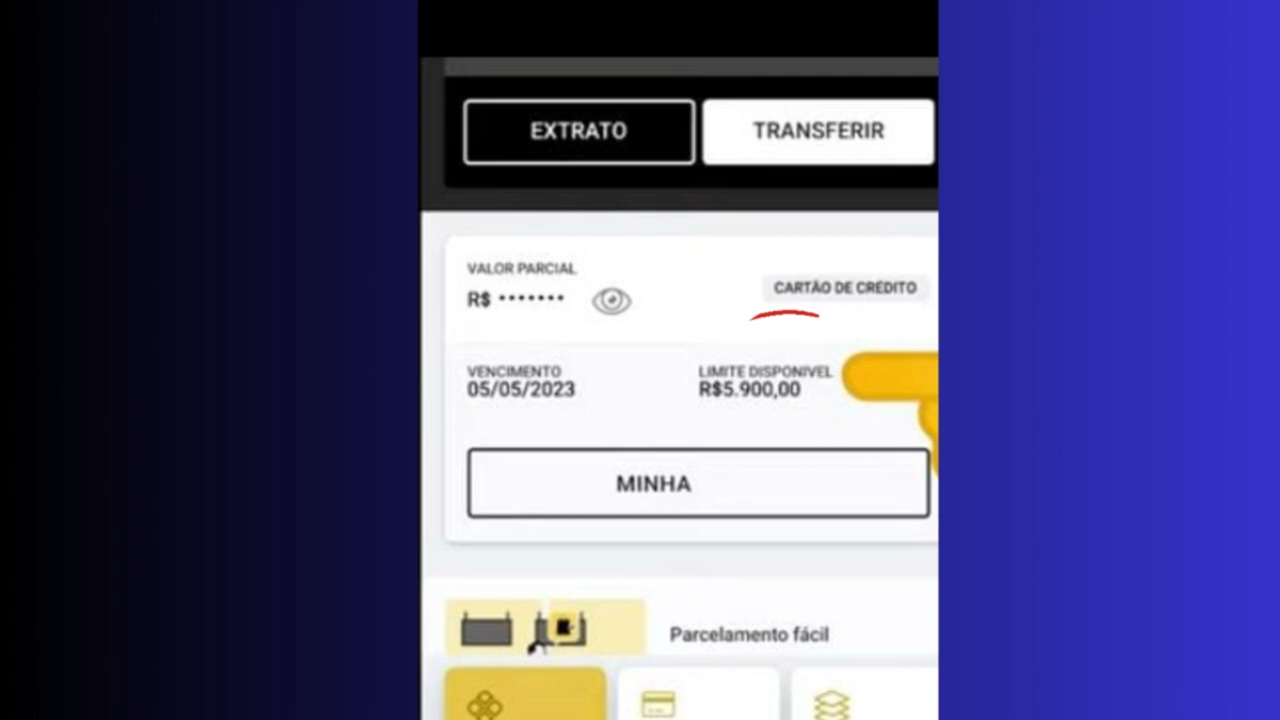 EXTRATO
TRANSFERIR
VALOR PARCIAL
R$ •••••••
CARTÃO DE CRÉDITO
VENCIMENTO
05/05/2023
LIMITE DISPONIVEL
R$5.900,00
MINHA
Parcelamento fácil